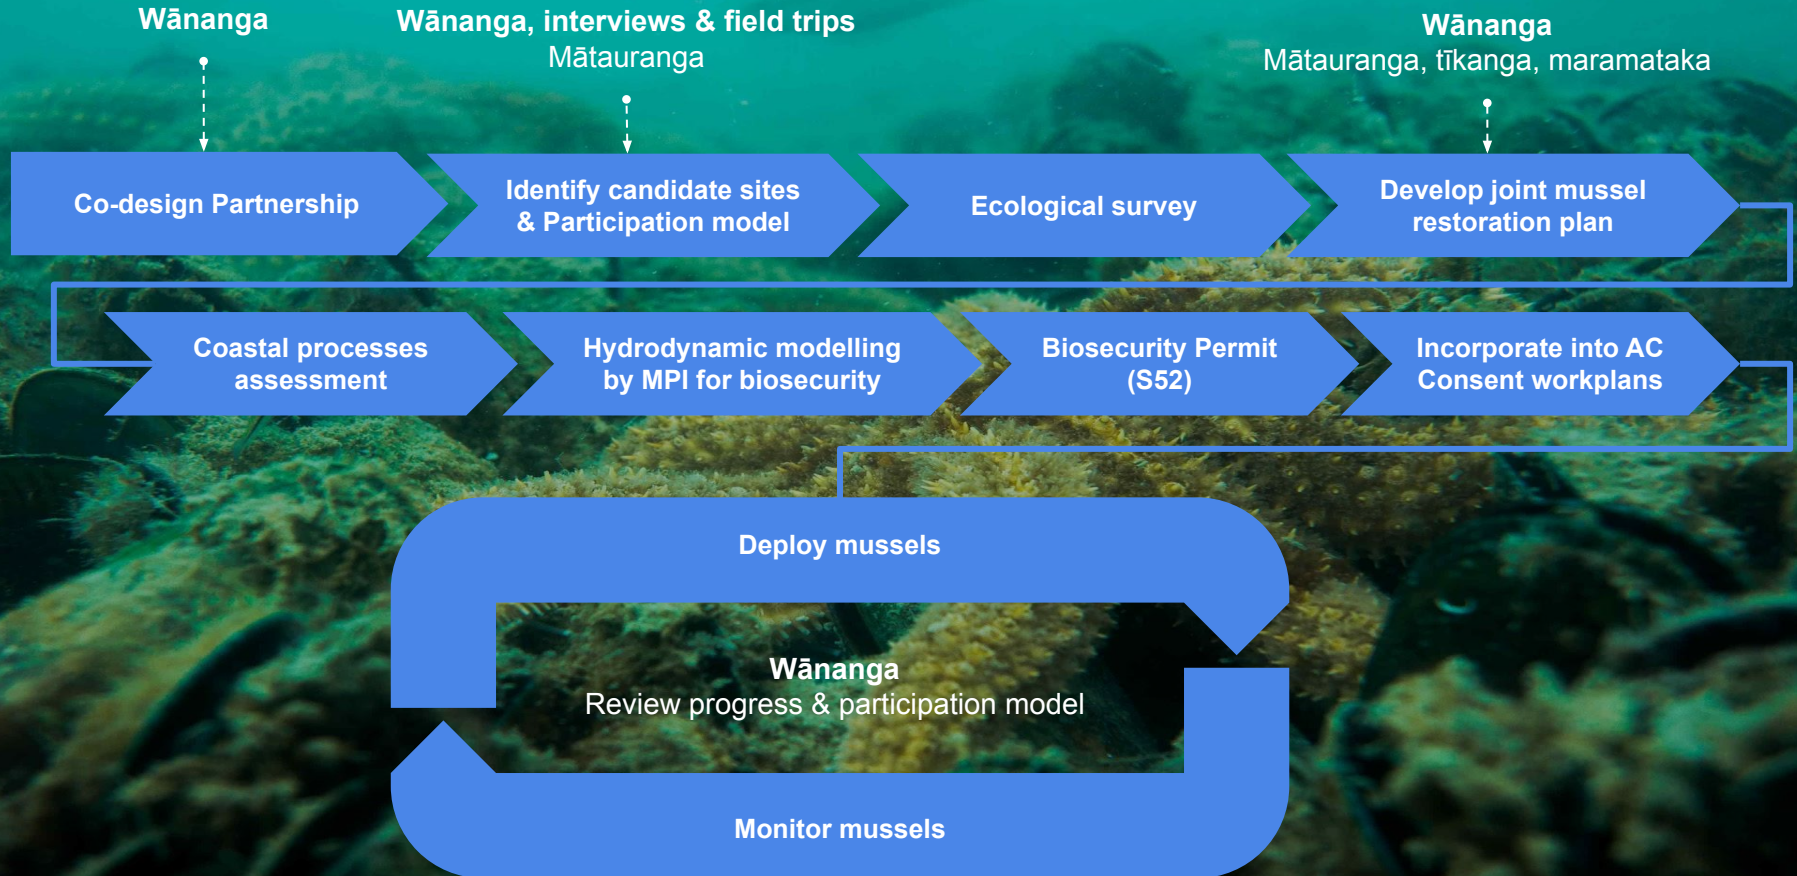 Wānanga
Wānanga, interviews & field trips
Mātauranga
Wānanga
Mātauranga, tīkanga, maramataka
Co-design Partnership
Identify candidate sites
& Participation model
Ecological survey
Develop joint mussel
restoration plan
Coastal processes
assessment
Hydrodynamic modelling
by MPI for biosecurity
Biosecurity Permit
(S52)
Incorporate into AC
Consent workplans
Deploy mussels
Wānanga
Review progress & participation model
Monitor mussels